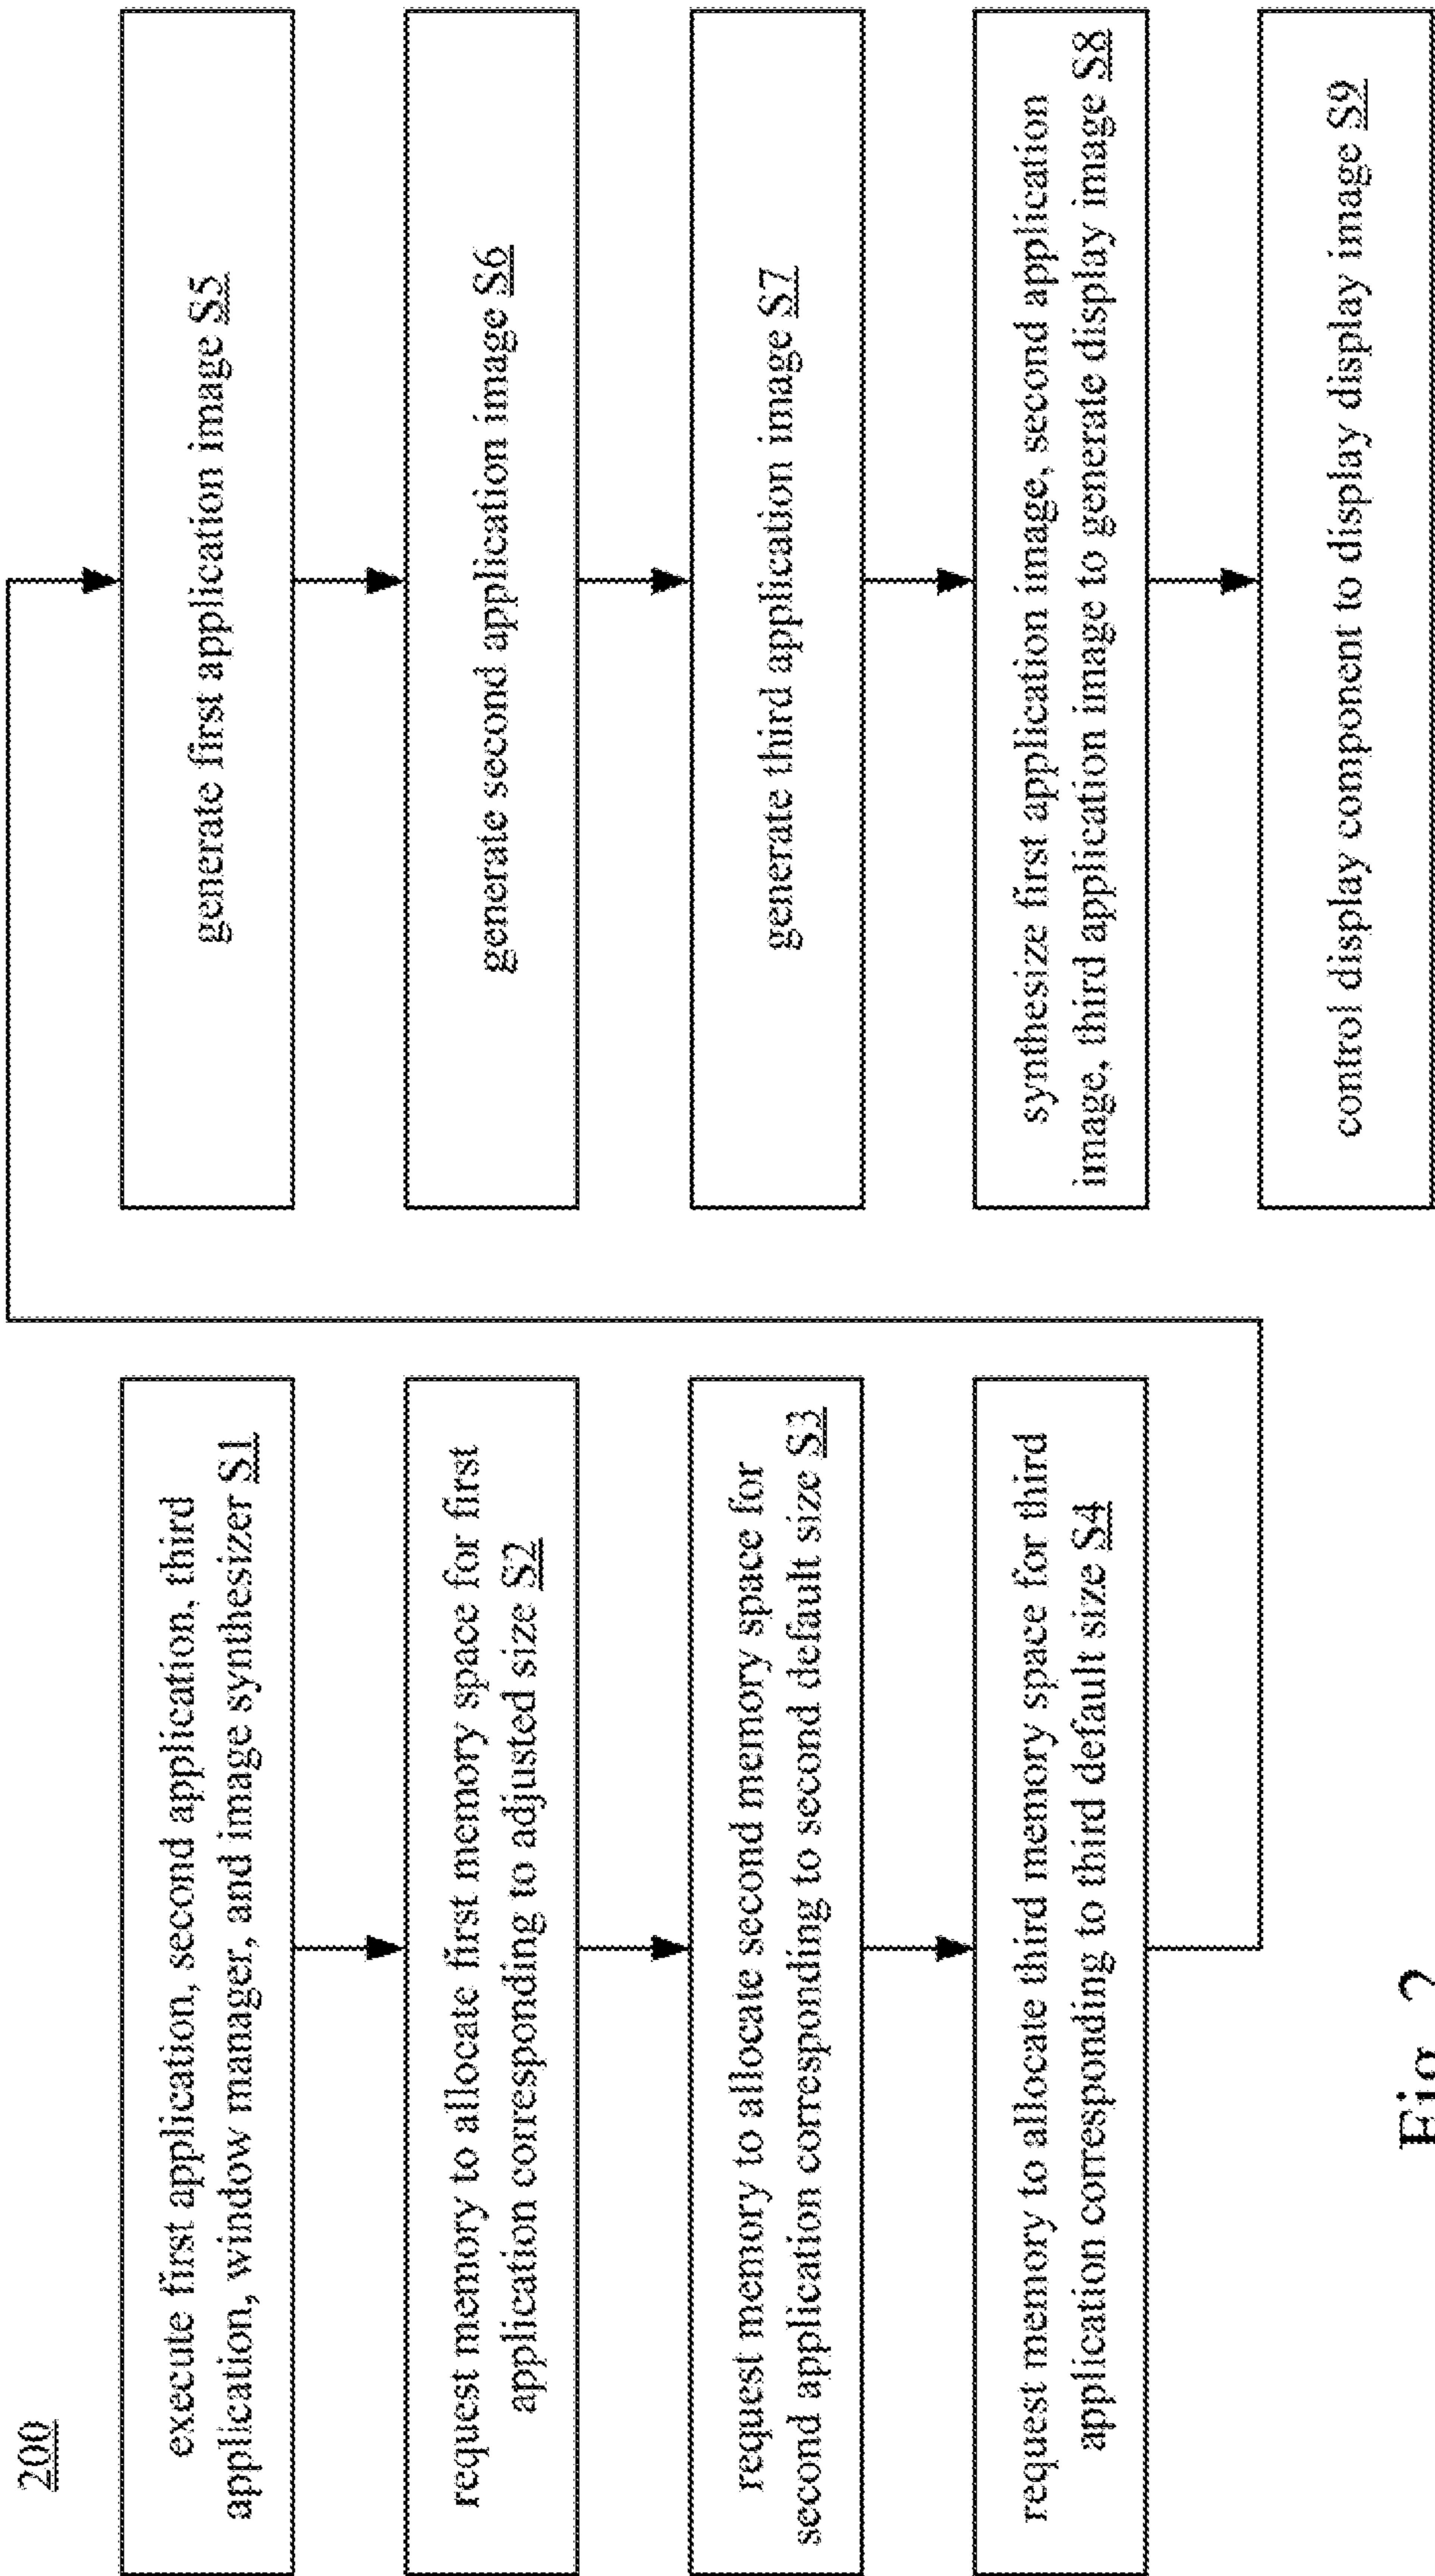 200
execute first application, second application, third
application, window manager, and image synthesizer S1
request memory to allocate first memory space for first
application corresponding to adjusted size S2
request memory to allocate second memory space for
second application corresponding to second default size S3
request memory to allocate third memory space for third
application corresponding to third default size S4
generate first application image S5
generate second application image S6
generate third application image S7
synthesize first application image, second application
image, third application image to generate display image S8
control display component to display display image S9
Fig. 2